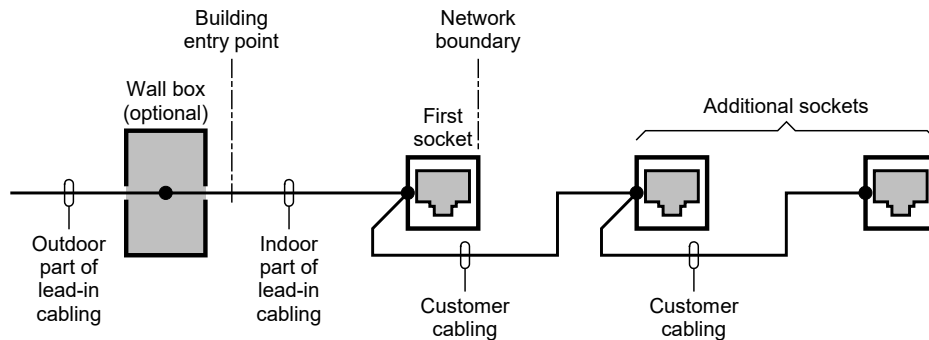 Building
entry point
Network
boundary
Wall box
(optional)
First
socket
Additional sockets
Outdoor
part of
lead-in
cabling
Indoor
part of
lead-in
cabling
Customer
cabling
Customer
cabling